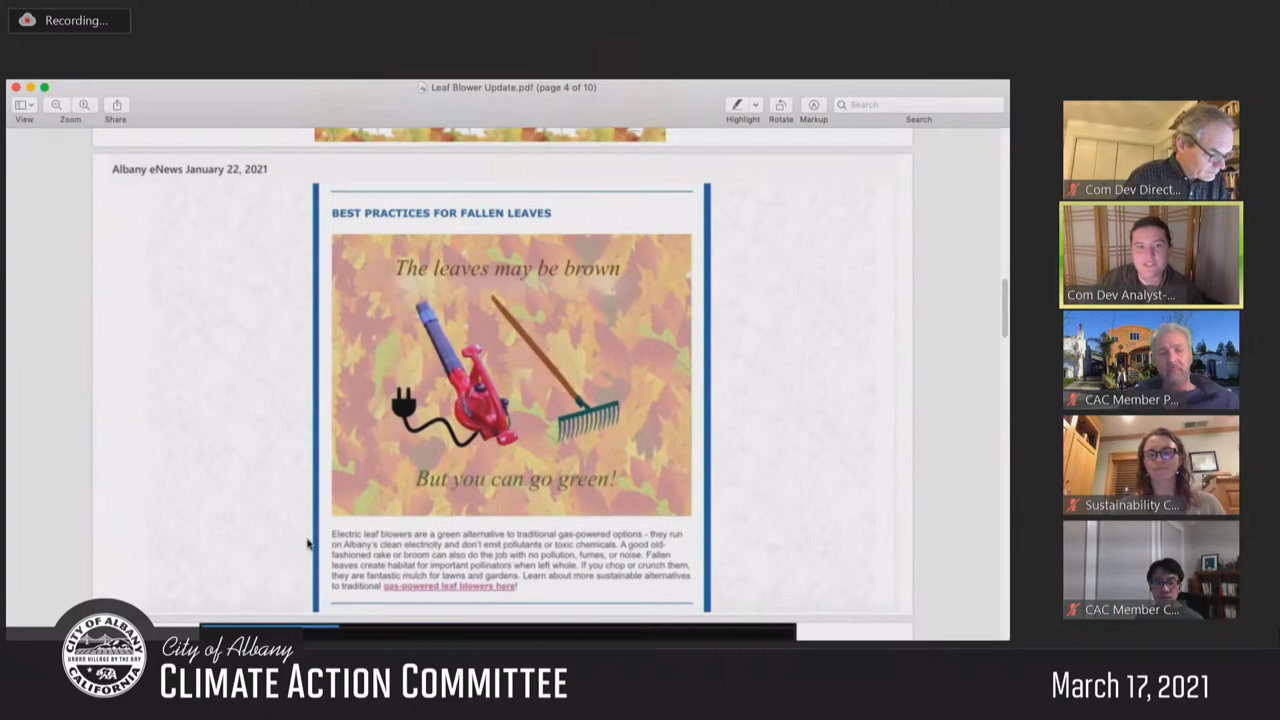 Recording...
Leaf Blower Update.pdf (page 4 of 10)
View
Zoom
Share
Highlight
Rotate
Markup
Search
Search
Albany eNews January 22, 2021
BEST PRACTICES FOR FALLEN LEAVES
The leaves may be brown
But you can go green!
Electric leaf blowers are a green alternative to traditional gas-powered options - they run
on Albany's clean electricity and don't emit pollutants or toxic chemicals. A good old-
fashioned rake or broom can also do the job with no pollution, fumes, or noise. Fallen
leaves create habitat for important pollinators when left whole. If you chop or crunch them,
they are fantastic mulch for lawns and gardens. Learn about more sustainable alternatives
to traditional gas-powered leaf blowers here!
Com Dev Direct...
Com Dev Analyst-...
CAC Member P...
Sustainability C...
CAC Member C...
CITY OF ALBANY
URBAN VILLAGE BY THE BAY
CALIFORNIA
City of Albany
CLIMATE ACTION COMMITTEE
March 17, 2021